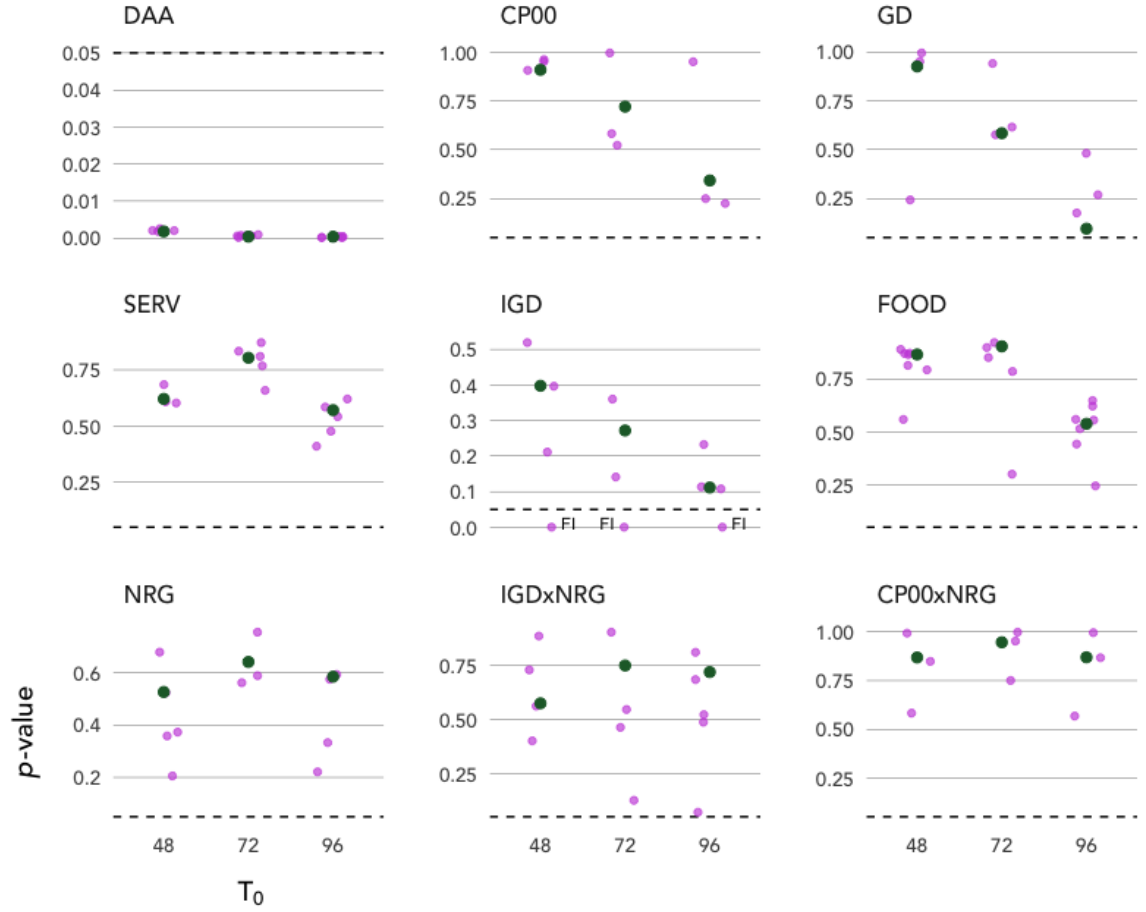 DAA
CP00
GD
0.05
0.04
0.03
0.02
0.01
0.00
1.00
0.75
0.50
0.25
1.00
0.75
0.50
0.25
SERV
IGD
FOOD
0.75
0.50
0.25
0.5
0.4
0.3
0.2
0.1
0.0
FI
FI
FI
0.75
0.50
0.25
NRG
IGDxNRG
CP00xNRG
0.6
0.4
0.2
0.75
0.50
0.25
1.00
0.75
0.50
0.25
p-value
48 72 96
48 72 96
48 72 96
T₀